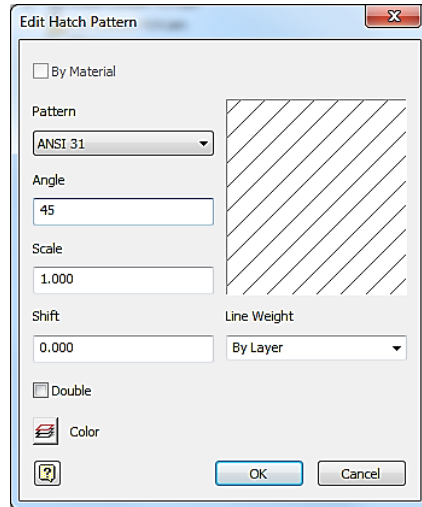 Edit Hatch Pattern
By Material
Pattern
ANSI 31
Angle
45
Scale
1.000
Shift
Line Weight
0.000
By Layer
Double
Color
OK
Cancel